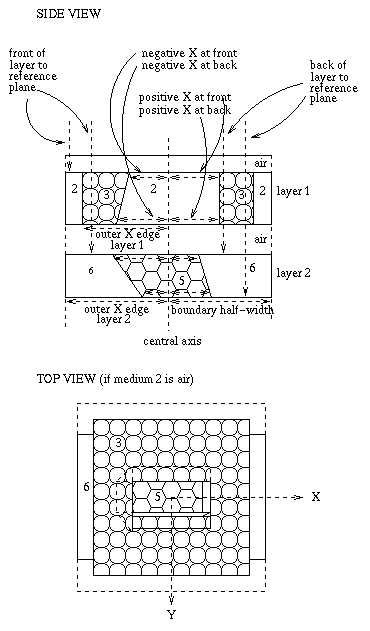 SIDE VIEW
front of
layer to
reference
plane
negative X at front
negative X at back
positive X at front
positive X at back
back of
layer to
reference
plane
air
2
3
2
3
2
layer 1
outer X edge
layer 1
air
6
5
6
layer 2
outer X edge
layer 2
boundary half-width
central axis
TOP VIEW (if medium 2 is air)
3
6
5
X
Y